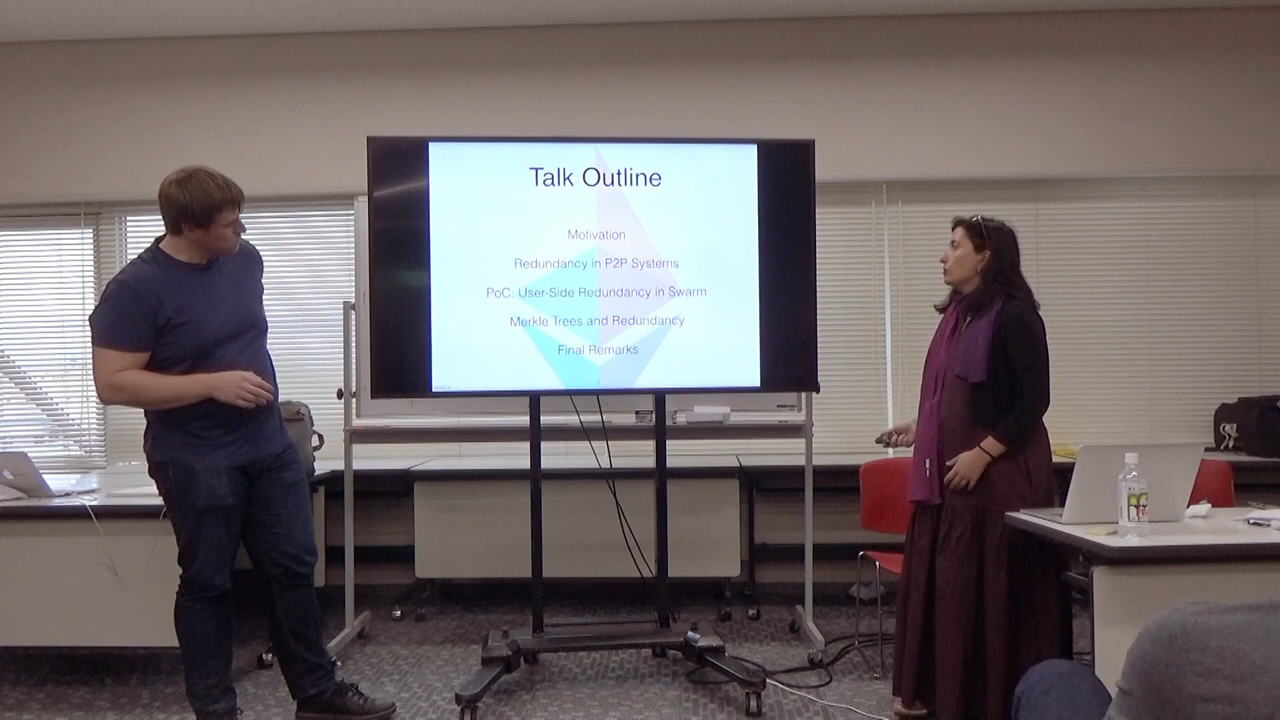 Talk Outline
Motivation
Redundancy in P2P Systems
PoC: User-Side Redundancy in Swarm
Merkle Trees and Redundancy
Final Remarks